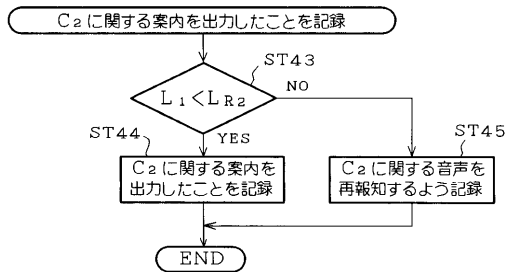 C₂に関する案内を出力したことを記録
ST43
L₁<L_R₂
NO
YES
ST44
ST45
C₂に関する案内を
出力したことを記録
C₂に関する音声を
再報知するよう記録
END